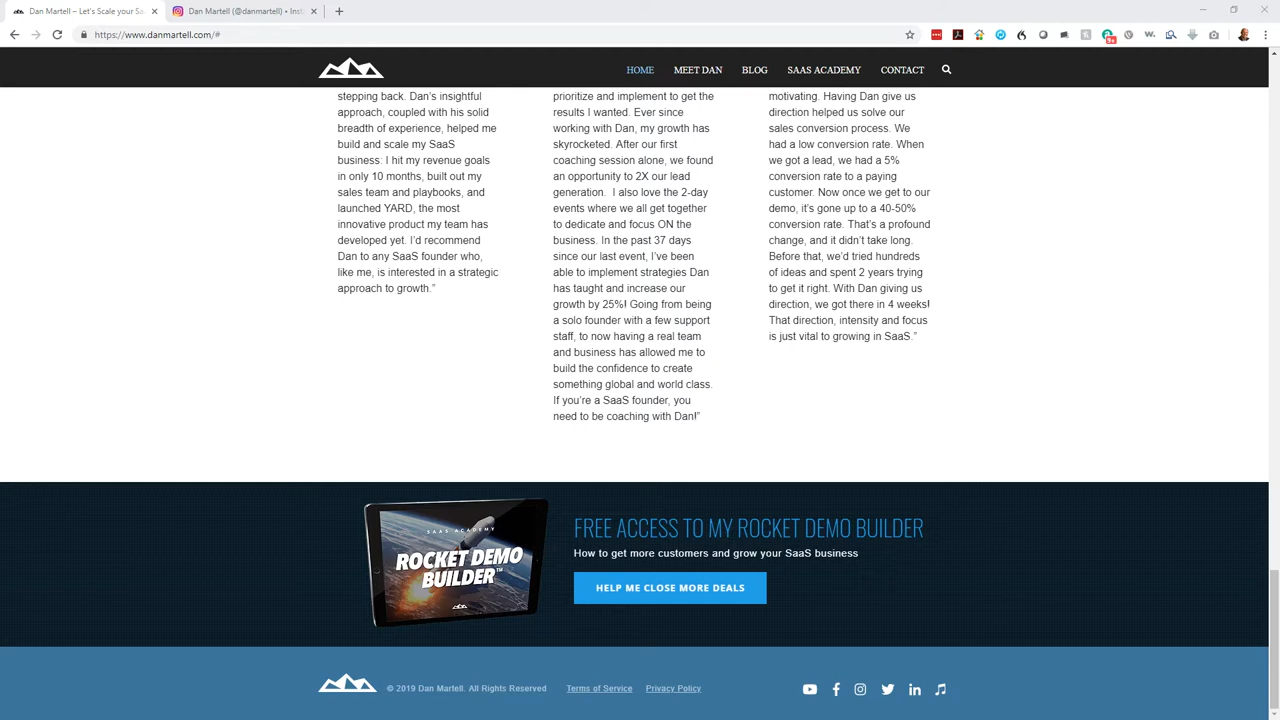 Dan Martell – Let's Scale your Sa
Dan Martell (@danmartell) • Inst
https://www.danmartell.com/#
HOME
MEET DAN
BLOG
SAAS ACADEMY
CONTACT
stepping back. Dan's insightful
approach, coupled with his solid
breadth of experience, helped me
build and scale my SaaS
business: I hit my revenue goals
in only 10 months, built out my
sales team and playbooks, and
launched YARD, the most
innovative product my team has
developed yet. I'd recommend
Dan to any SaaS founder who,
like me, is interested in a strategic
approach to growth.”
prioritize and implement to get the
results I wanted. Ever since
working with Dan, my growth has
skyrocketed. After our first
coaching session alone, we found
an opportunity to 2X our lead
generation.  I also love the 2-day
events where we all get together
to dedicate and focus ON the
business. In the past 37 days
since our last event, I've been
able to implement strategies Dan
has taught and increase our
growth by 25%! Going from being
a solo founder with a few support
staff, to now having a real team
and business has allowed me to
build the confidence to create
something global and world class.
If you're a SaaS founder, you
need to be coaching with Dan!”
motivating. Having Dan give us
direction helped us solve our
sales conversion process. We
had a low conversion rate. When
we got a lead, we had a 5%
conversion rate to a paying
customer. Now once we get to our
demo, it's gone up to a 40-50%
conversion rate. That's a profound
change, and it didn't take long.
Before that, we'd tried hundreds
of ideas and spent 2 years trying
to get it right. With Dan giving us
direction, we got there in 4 weeks!
That direction, intensity and focus
is just vital to growing in SaaS.”
SAAS ACADEMY
ROCKET DEMO
BUILDER™
FREE ACCESS TO MY ROCKET DEMO BUILDER
How to get more customers and grow your SaaS business
HELP ME CLOSE MORE DEALS
© 2019 Dan Martell. All Rights Reserved
Terms of Service
Privacy Policy